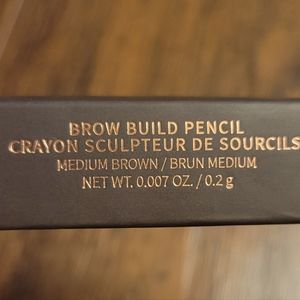 BROW BUILD PENCIL
CRAYON SCULPTEUR DE SOURCILS
MEDIUM BROWN / BRUN MEDIUM
NET WT. 0.007 OZ. / 0.2 g